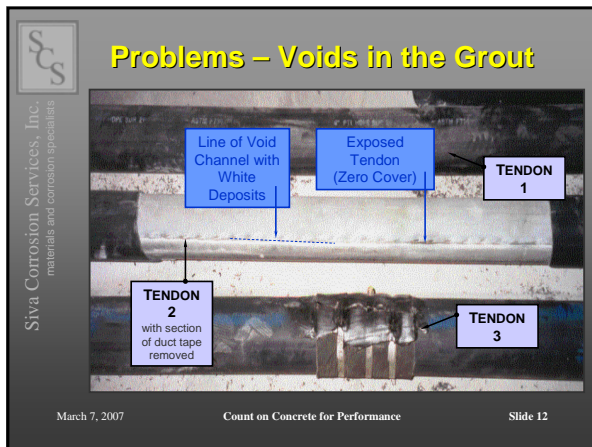 SCS
Siva Corrosion Services, Inc.
materials and corrosion specialists
Problems – Voids in the Grout
Line of Void
Channel with
White
Deposits
Exposed
Tendon
(Zero Cover)
TENDON
1
TENDON
2
with section
of duct tape
removed
TENDON
3
March 7, 2007
Count on Concrete for Performance
Slide 12